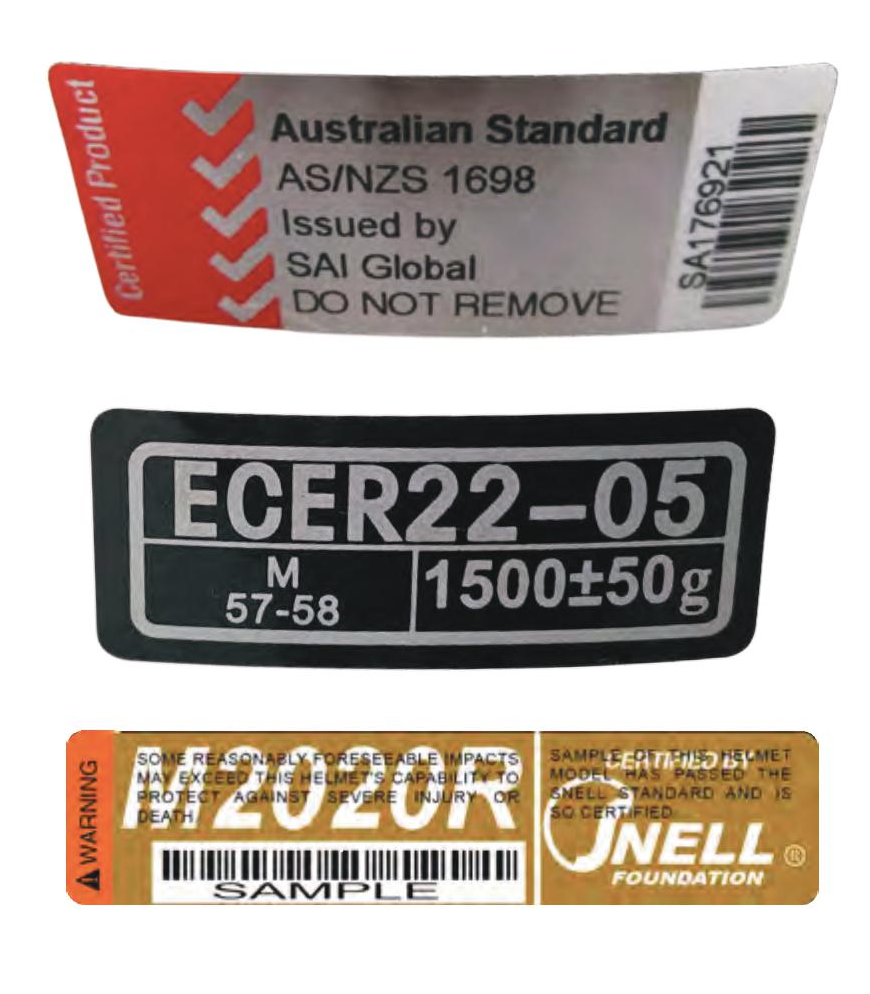 Certified Product
Australian Standard
AS/NZS 1698
Issued by
SAI Global
DO NOT REMOVE
SA176921
ECER22-05
M
57-58
1500±50g
WARNING
M2020R
SOME REASONABLY FORESEEABLE IMPACTS
MAY EXCEED THIS HELMET'S CAPABILITY TO
PROTECT AGAINST SEVERE INJURY OR
DEATH
SAMPLE
CERTIFIED BY
SAMPLE OF THIS HELMET
MODEL HAS PASSED THE
SNELL STANDARD AND IS
SO CERTIFIED
SNELL ®
FOUNDATION